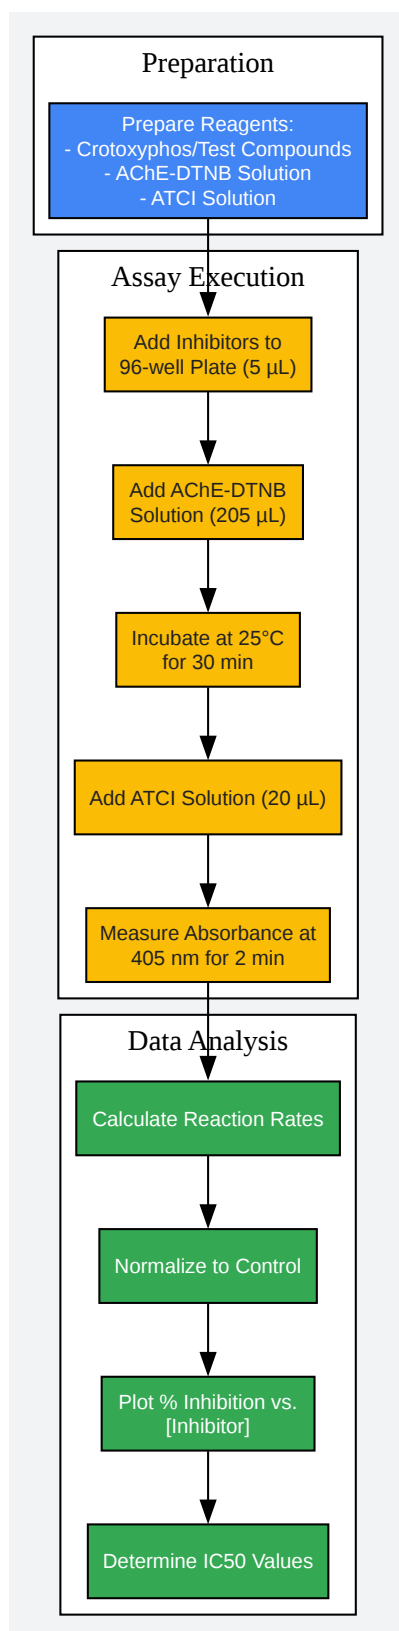 Preparation
Prepare Reagents:
- Crotoxyphos/Test Compounds
- AChE-DTNB Solution
- ATCI Solution
Assay Execution
Add Inhibitors to
96-well Plate (5 µL)
Add AChE-DTNB
Solution (205 µL)
Incubate at 25°C
for 30 min
Add ATCI Solution (20 µL)
Measure Absorbance at
405 nm for 2 min
Data Analysis
Calculate Reaction Rates
Normalize to Control
Plot % Inhibition vs.
[Inhibitor]
Determine IC50 Values